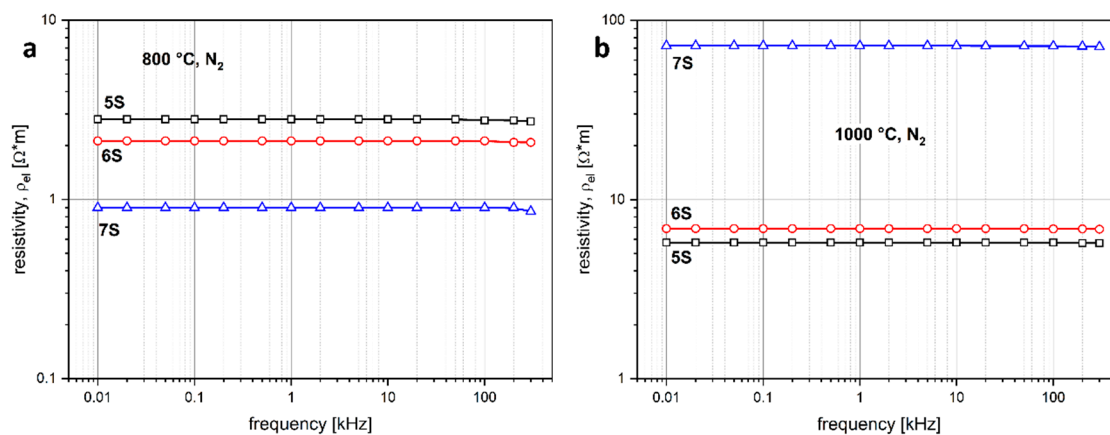 a
800 °C, N₂
5S
6S
7S
10
1
0.1
resistivity, ρel [Ω*m]
0.01 0.1 1 10 100
frequency [kHz]
b
7S
1000 °C, N₂
6S
5S
100
10
1
resistivity, ρel [Ω*m]
0.01 0.1 1 10 100
frequency [kHz]